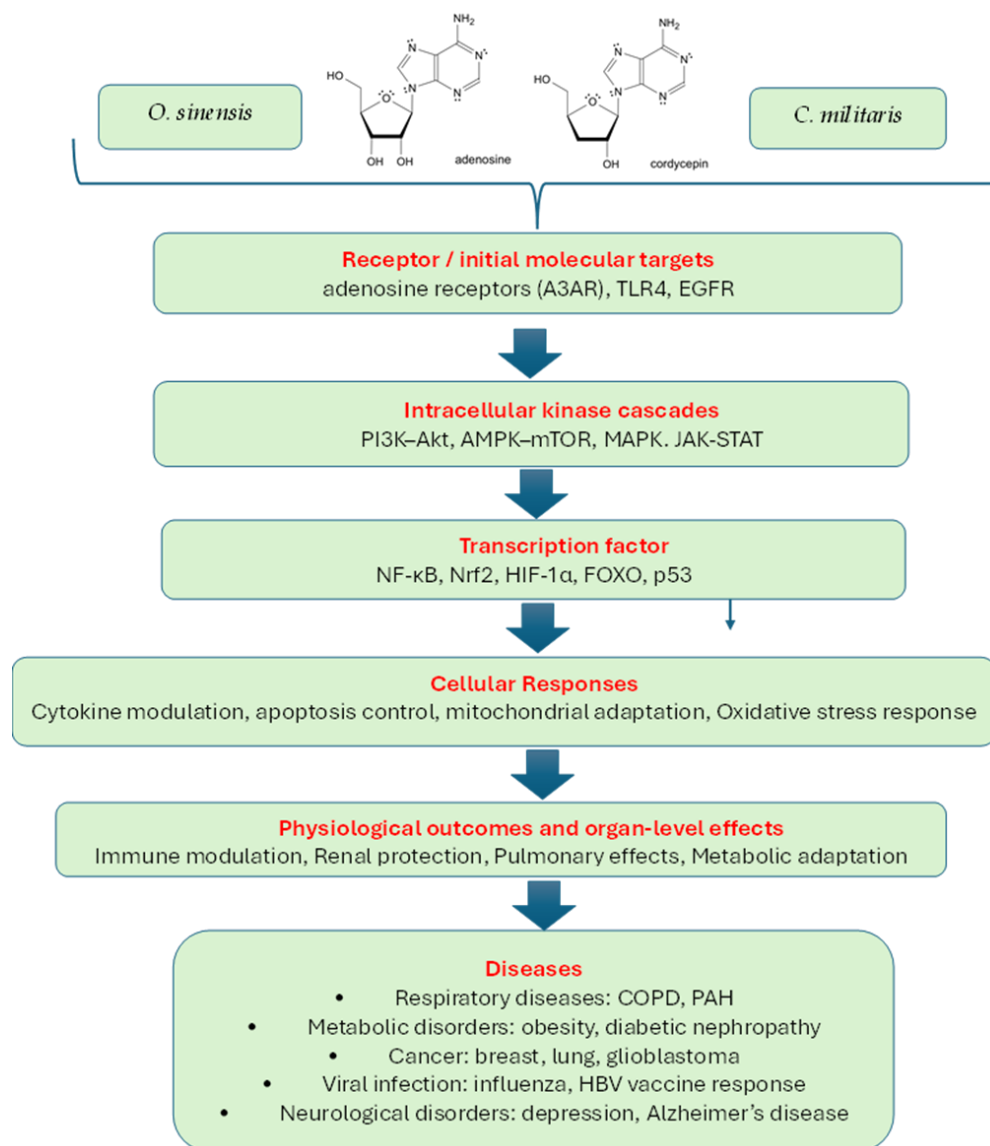 O. sinensis
NH₂
N
N
N
N
HO
O
OH OH
adenosine
NH₂
N
N
N
N
HO
O
OH
cordycepin
C. militaris
Receptor / initial molecular targets
adenosine receptors (A3AR), TLR4, EGFR
Intracellular kinase cascades
PI3K–Akt, AMPK–mTOR, MAPK. JAK-STAT
Transcription factor
NF-κB, Nrf2, HIF-1α, FOXO, p53
Cellular Responses
Cytokine modulation, apoptosis control, mitochondrial adaptation, Oxidative stress response
Physiological outcomes and organ-level effects
Immune modulation, Renal protection, Pulmonary effects, Metabolic adaptation
Diseases
• Respiratory diseases: COPD, PAH
• Metabolic disorders: obesity, diabetic nephropathy
• Cancer: breast, lung, glioblastoma
• Viral infection: influenza, HBV vaccine response
• Neurological disorders: depression, Alzheimer’s disease